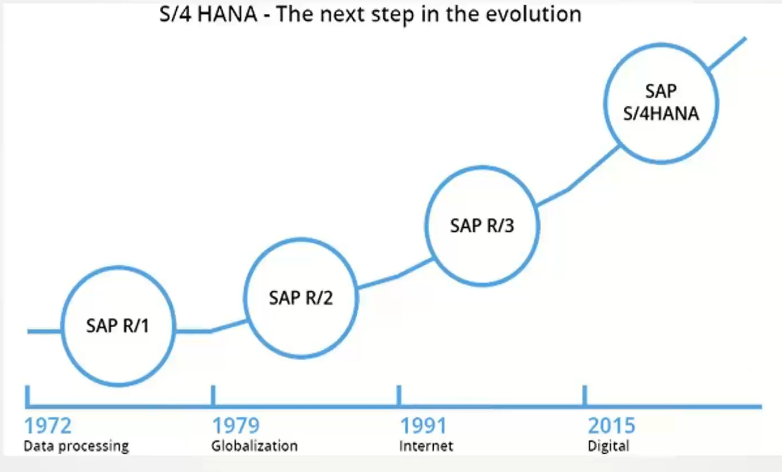 S/4 HANA - The next step in the evolution
SAP
S/4HANA
SAP R/3
SAP R/2
SAP R/1
1972
Data processing
1979
Globalization
1991
Internet
2015
Digital